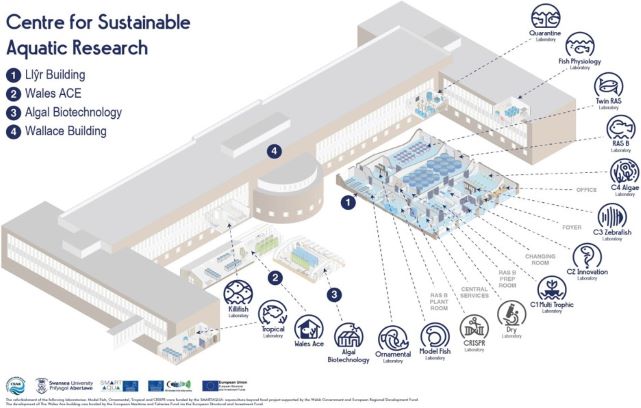 Centre for Sustainable
Aquatic Research
1 Llŷr Building
2 Wales ACE
3 Algal Biotechnology
4 Wallace Building
Quarantine
Laboratory
Fish Physiology
Laboratory
Twin RAS
Laboratory
RAS B
Laboratory
C4 Algae
Laboratory
OFFICE
C3 Zebrafish
Laboratory
FOYER
C2 Innovation
Laboratory
CHANGING
ROOM
C1 Multi Trophic
Laboratory
RAS B
PREP
ROOM
CENTRAL
SERVICES
RAS B
PLANT
ROOM
4
1
2
3
Killifish
Laboratory
Tropical
Laboratory
Wales Ace
Algal
Biotechnology
Ornamental
Laboratory
Model Fish
Laboratory
CRISPR
Laboratory
Dry
Laboratory
CSAR
Swansea University
Prifysgol Abertawe
SMART
AQUA
European Union
The refurbishment of the following laboratories: Model Fish, Ornamental, Tropical and CRISPR were funded by the SMARTAQUA: aquaculture beyond food project supported by the Welsh Government and European Regional Development Fund.
The development of the Wales Ace building was funded by the European Maritime and Fisheries Fund via the European Structural and Investment Fund.